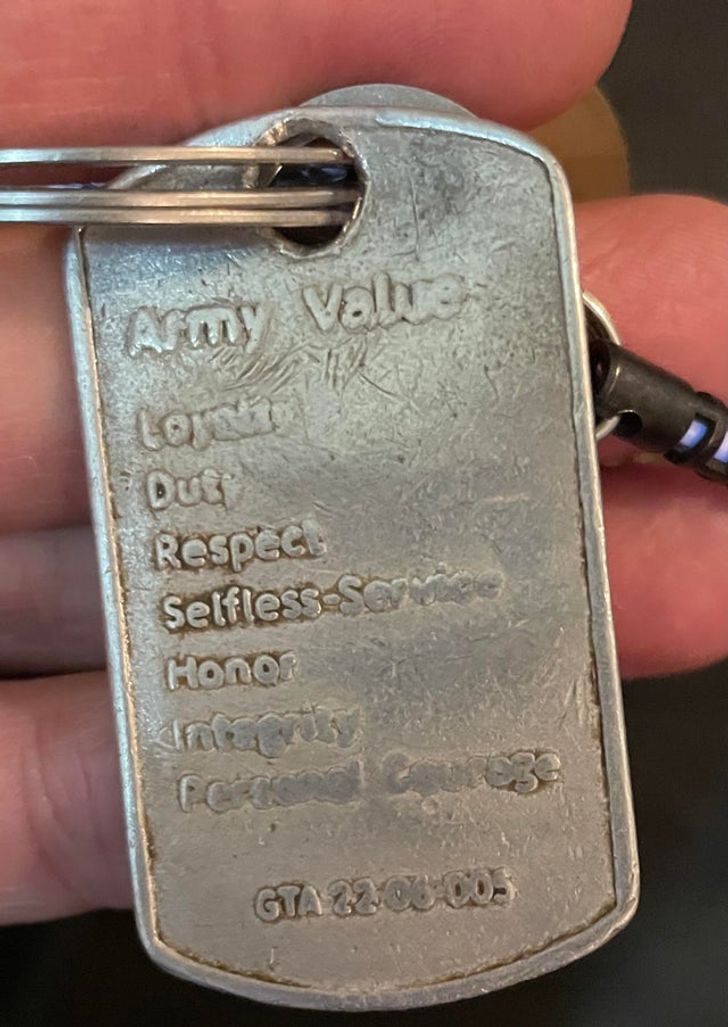 Army Value
Loyalty
Duty
Respect
Selfless-Service
Honor
Integrity
Personal Courage
GTA 22-06-005